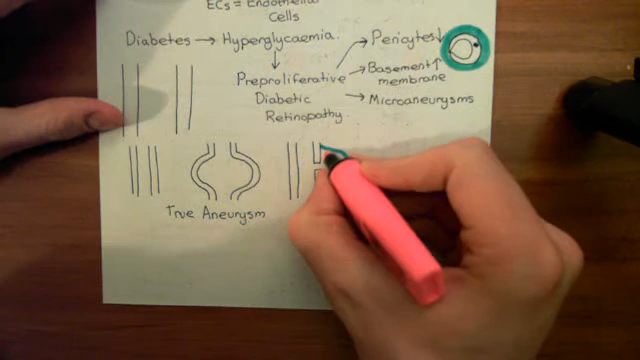 ECs = Endothelial
Cells
Diabetes → Hyperglycaemia.
Pericytes↓
Preproliferative
Diabetic
Retinopathy.
→ Basement↑
membrane
→ Microaneurysms
True Aneurysm